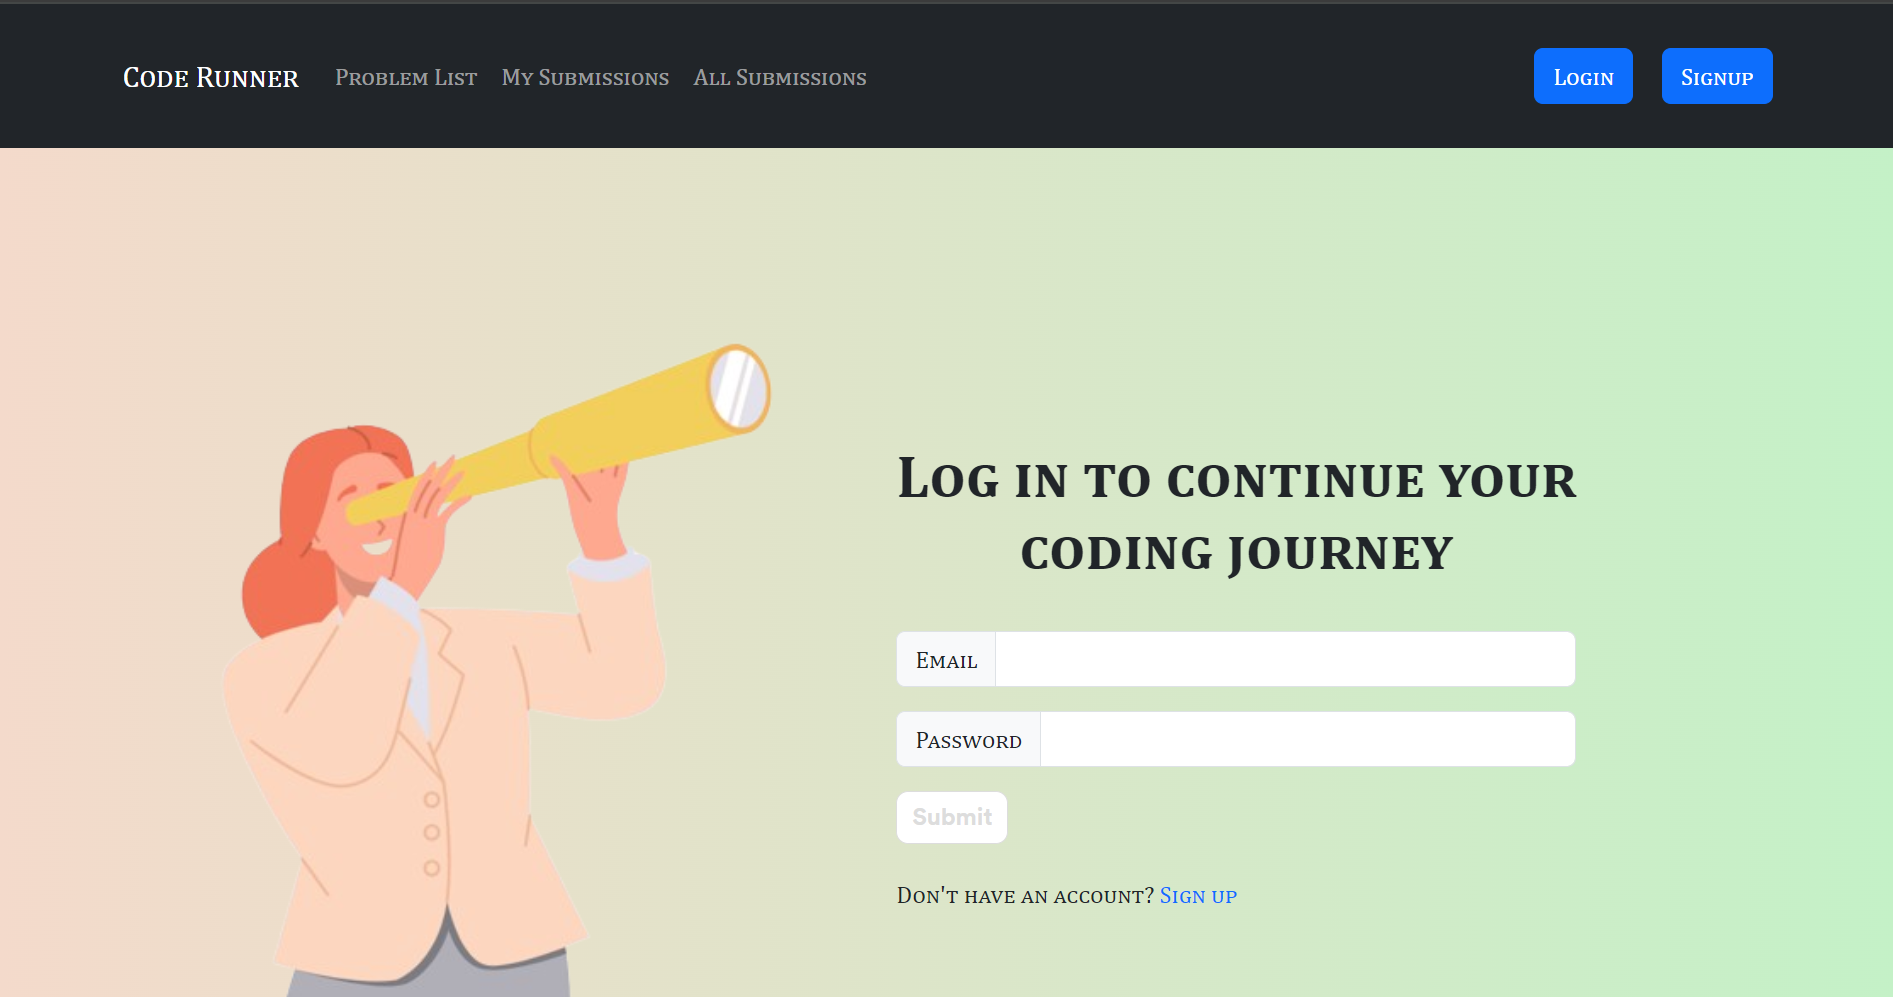 Code Runner Problem List My Submissions All Submissions Login Signup
Log in to continue your
coding journey
Email
Password
Submit
Don't have an account? Sign up